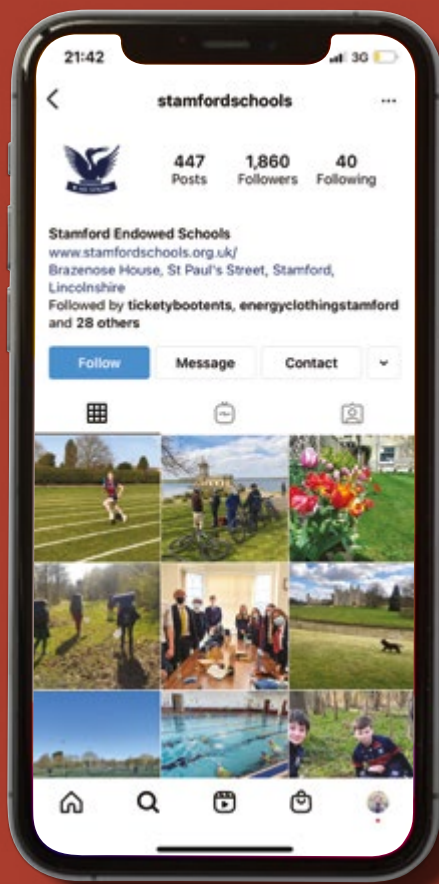 21:42
3G
stamfordschools
447
1,860
40
Posts
Followers
Following
Stamford Endowed Schools
www.stamfordschools.org.uk/
Brazenose House, St Paul's Street, Stamford,
Lincolnshire
Followed by ticketybootents, energyclothingstamford
and 28 others
Follow
Message
Contact